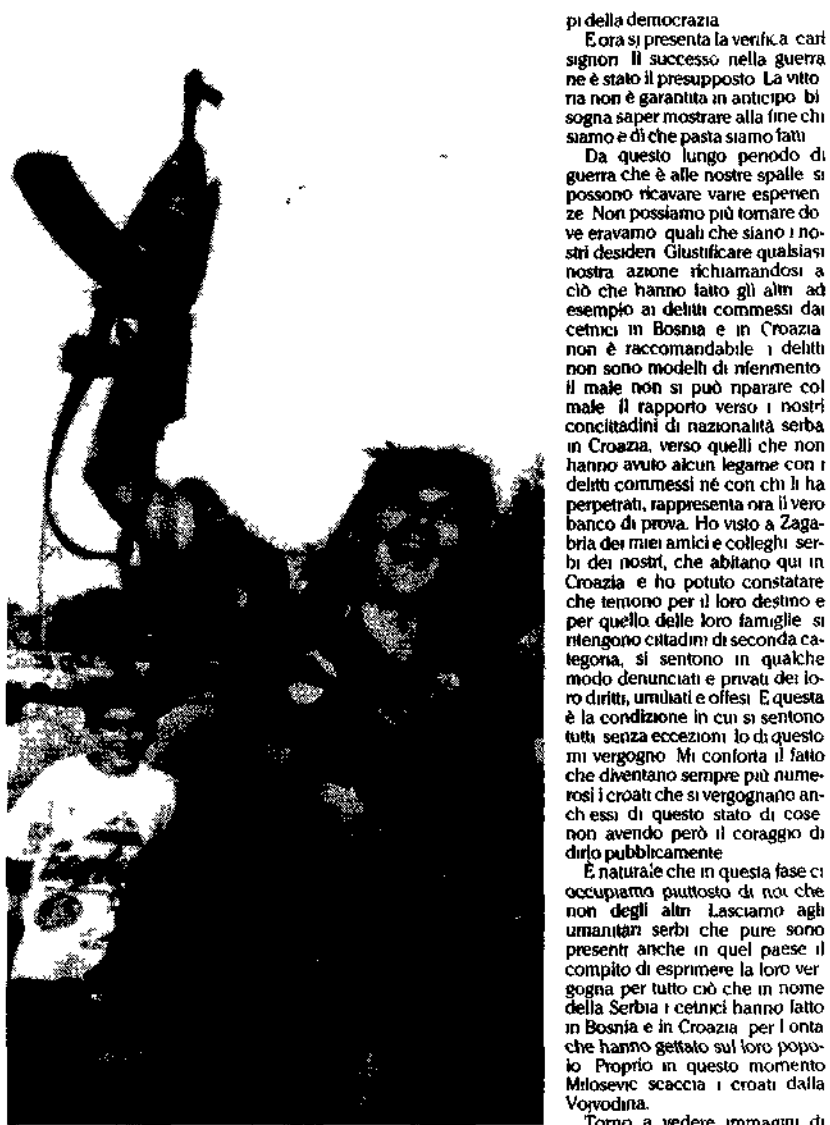 pi della democrazia
E ora si presenta la verifica cari
signori Il successo nella guerra
ne è stato il presupposto La vitto
ria non è garantita in anticipo bi
sogna saper mostrare alla fine chi
siamo e di che pasta siamo fatti
Da questo lungo periodo di
guerra che è alle nostre spalle si
possono ricavare varie esperien
ze Non possiamo più tornare do
ve eravamo quali che siano i no-
stri desideri Giustificare qualsiasi
nostra azione richiamandosi a
ciò che hanno fatto gli altri ad
esempio ai delitti commessi dai
cetnici in Bosnia e in Croazia
non è raccomandabile i delitti
non sono modelli di riferimento
il male non si può riparare col
male Il rapporto verso i nostri
concittadini di nazionalità serba
in Croazia, verso quelli che non
hanno avuto alcun legame con i
delitti commessi né con chi li ha
perpetrati, rappresenta ora il vero
banco di prova. Ho visto a Zaga-
bria dei miei amici e colleghi ser-
bi dei nostri, che abitano qui in
Croazia e ho potuto constatare
che temono per il loro destino e
per quello delle loro famiglie si
ritengono cittadini di seconda ca-
tegoria, si sentono in qualche
modo denunciati e privati dei lo-
ro diritti, umiliati e offesi E questa
è la condizione in cui si sentono
tutti senza eccezioni Io di questo
mi vergogno Mi conforta il fatto
che diventano sempre più nume-
rosi i croati che si vergognano an-
ch essi di questo stato di cose
non avendo però il coraggio di
dirlo pubblicamente
È naturale che in questa fase ci
occupiamo piuttosto di noi che
non degli altri Lasciamo agli
umanitari serbi che pure sono
presenti anche in quel paese il
compito di esprimere la loro ver
gogna per tutto ciò che in nome
della Serbia i cetnici hanno fatto
in Bosnia e in Croazia per l onta
che hanno gettato sul loro popo-
lo Proprio in questo momento
Milosevic scaccia i croati dalla
Vojvodina.
Torno a vedere immagini di